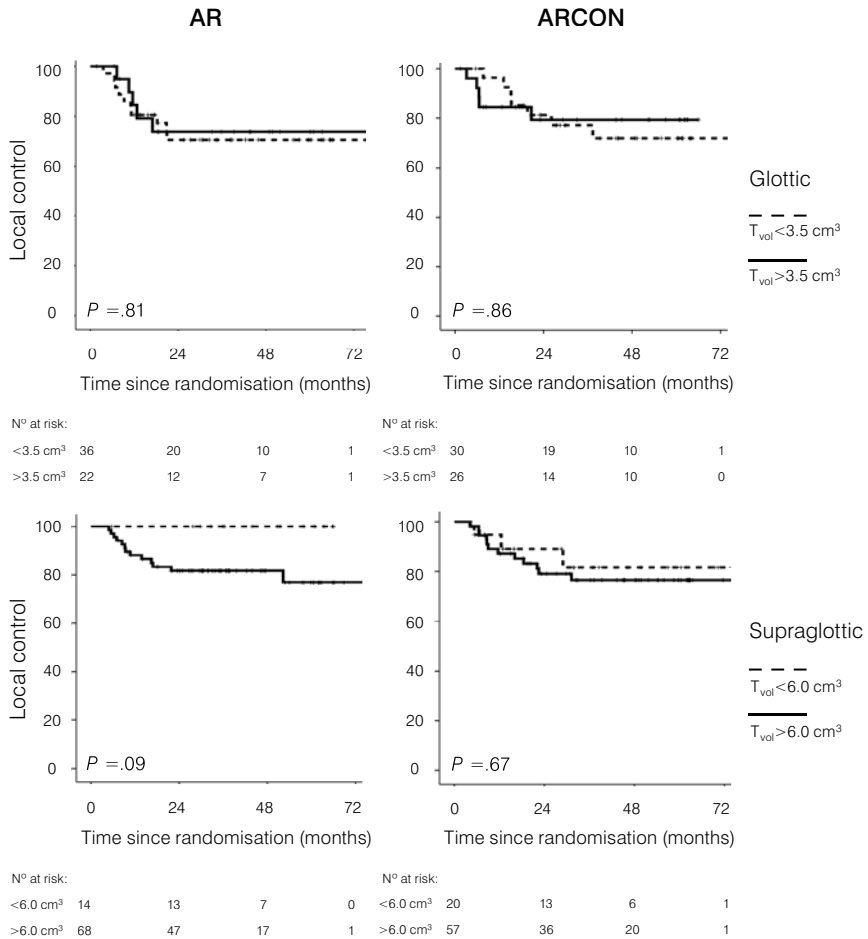 AR ARCON
100 100
80 80
60 60
40 40
20 20
0 0
Local control
P =.81 P =.86
0 24 48 72 0 24 48 72
Time since randomisation (months) Time since randomisation (months)
Glottic
Tvol<3.5 cm³
Tvol>3.5 cm³
Nº at risk: Nº at risk:
<3.5 cm³ 36 20 10 1 <3.5 cm³ 30 19 10 1
>3.5 cm³ 22 12 7 1 >3.5 cm³ 26 14 10 0
100 100
80 80
60 60
40 40
20 20
0 0
Local control
P =.09 P =.67
0 24 48 72 0 24 48 72
Time since randomisation (months) Time since randomisation (months)
Supraglottic
Tvol<6.0 cm³
Tvol>6.0 cm³
Nº at risk: Nº at risk:
<6.0 cm³ 14 13 7 0 <6.0 cm³ 20 13 6 1
>6.0 cm³ 68 47 17 1 >6.0 cm³ 57 36 20 1